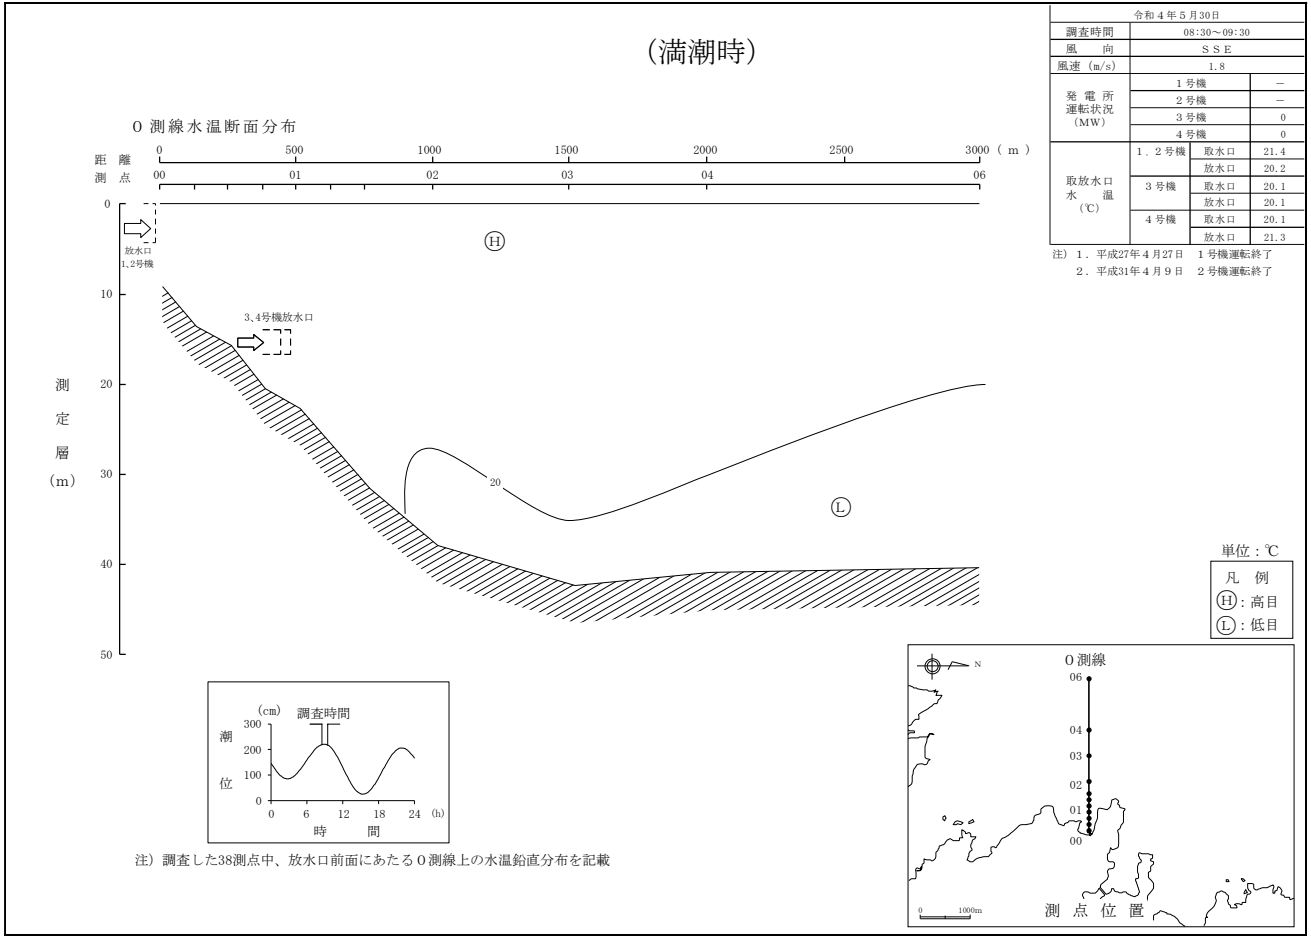 (満潮時)
令和４年５月30日
調査時間 08:30～09:30
風　向 ＳＳＥ
風速 (m/s) 1.8
発電所運転状況(MW)
１号機 －
２号機 －
３号機 0
４号機 0
取放水口水温(℃)
１、２号機 取水口 21.4
放水口 20.2
３号機 取水口 20.1
放水口 20.1
４号機 取水口 20.1
放水口 21.3
注）１．平成27年４月27日　１号機運転終了
２．平成31年４月９日　２号機運転終了
０測線水温断面分布
距離 0 500 1000 1500 2000 2500 3000 (ｍ)
測点 00 01 02 03 04 06
0
放水口
1､2号機
10
3､4号機放水口
測定層(ｍ)
20
30
40
50
Ⓗ
20
Ⓛ
単位：℃
凡　例
Ⓗ：高目
Ⓛ：低目
(cm) 調査時間
潮位
300
200
100
0
0 6 12 18 24 (h)
時　間
N
０測線
06
04
03
02
01
00
0 1000m
測点位置
注）調査した38測点中、放水口前面にあたる０測線上の水温鉛直分布を記載